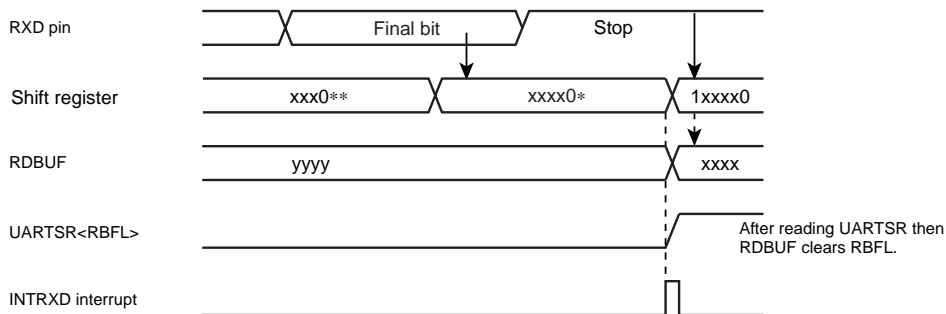 RXD pin
Final bit
Stop
Shift register
xxx0**
xxxx0*
1xxxx0
RDBUF
yyyy
xxxx
UARTSR<RBFL>
After reading UARTSR then
RDBUF clears RBFL.
INTRXD interrupt